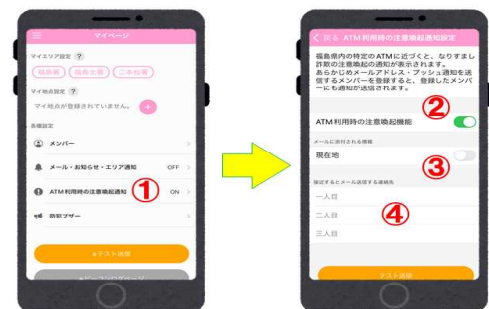 マイページ
マイエリア設定 ?
福島署 福島北署 二本松署
マイ地点設定 ?
マイ地点が登録されていません。 +
各種設定
メンバー >
メール・お知らせ・エリア通知 OFF >
ATM利用時の注意喚起通知 ① ON >
防犯ブザー >
テスト送信
< 戻る ATM利用時の注意喚起通知設定
福島県内の特定のATMに近づくと、なりすまし
詐欺の注意喚起の通知が表示されます。
あらかじめメールアドレス・プッシュ通知を送
信するメンバーを登録すると、登録したメンバ
ーにも通知が送信されます。
②
ATM利用時の注意喚起機能
メールに添付される情報
現在地 ③
接近するとメール送信する連絡先
一人目
二人目 ④
三人目
テスト送信